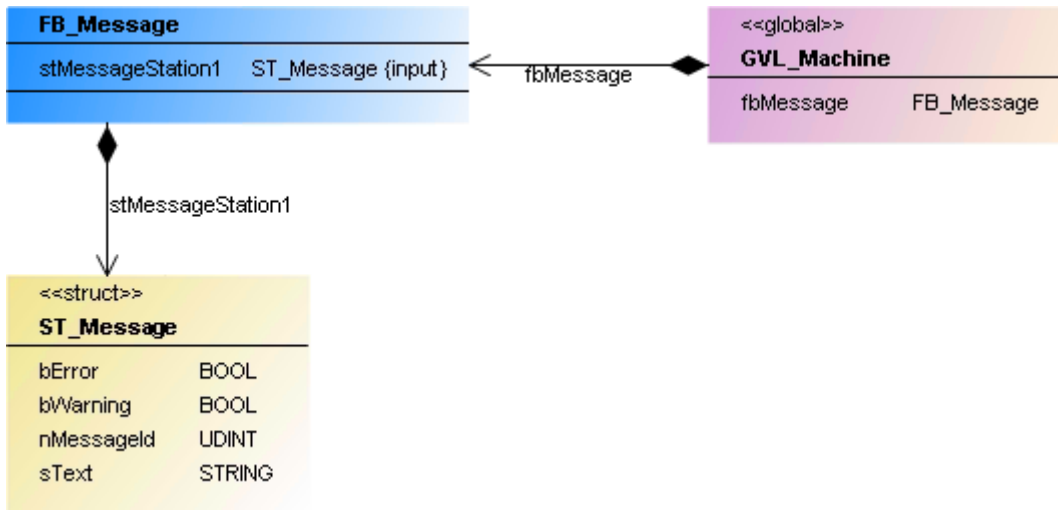 FB_Message
stMessageStation1 ST_Message {input}
fbMessage
<<global>>
GVL_Machine
fbMessage FB_Message
stMessageStation1
<<struct>>
ST_Message
bError BOOL
bWarning BOOL
nMessageId UDINT
sText STRING